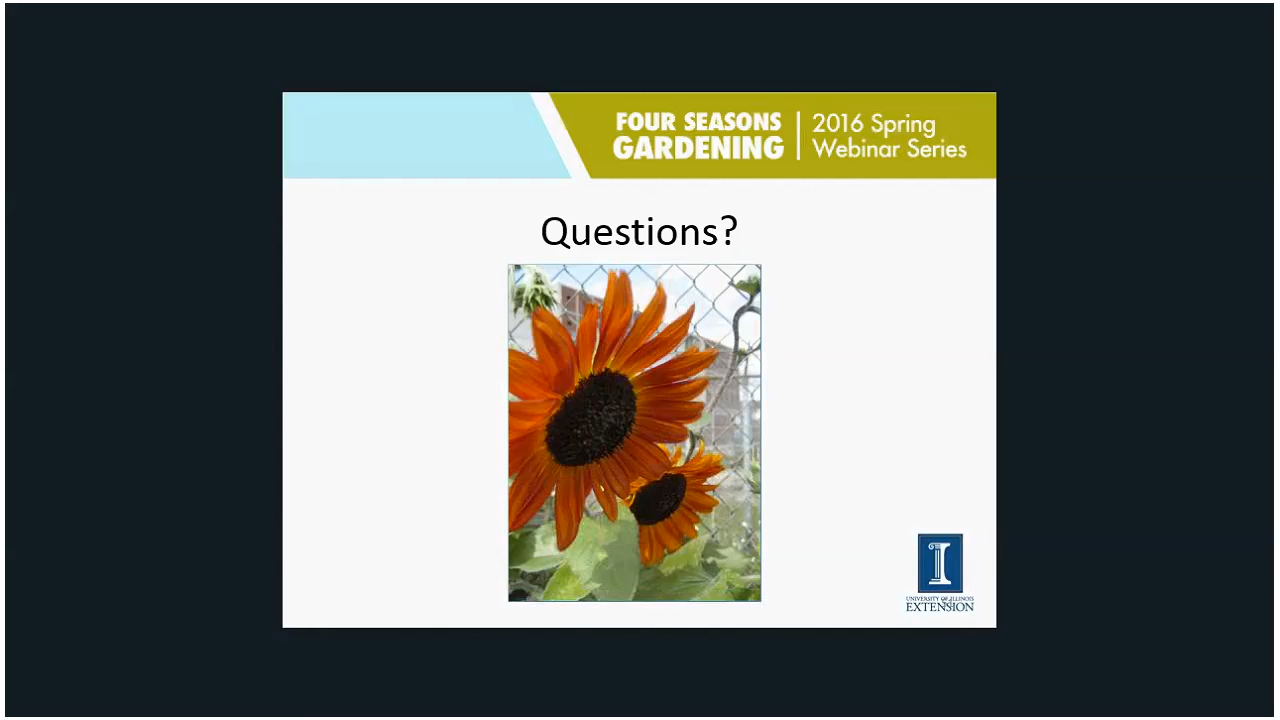 FOUR SEASONS
GARDENING
2016 Spring
Webinar Series
Questions?
UNIVERSITY OF ILLINOIS
EXTENSION